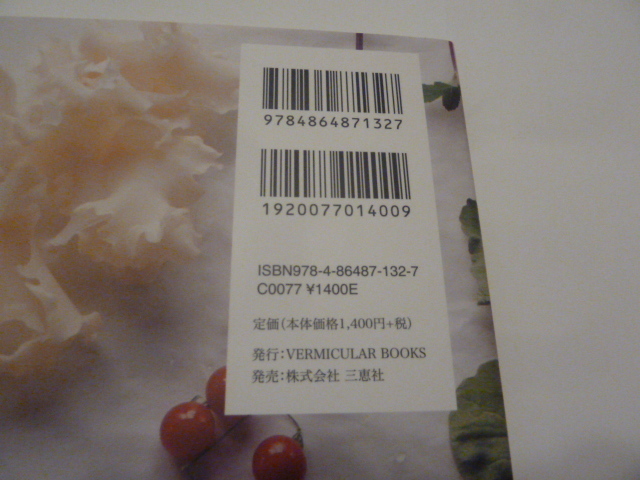 9784864871327
1920077014009
ISBN978-4-86487-132-7
C0077 ¥1400E
定価(本体価格1,400円+税)
発行:VERMICULAR BOOKS
発売:株式会社 三恵社